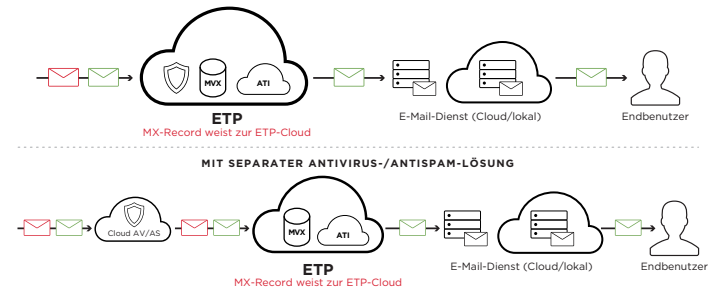 MVX
ATI
ETP
MX-Record weist zur ETP-Cloud
E-Mail-Dienst (Cloud/lokal)
Endbenutzer
MIT SEPARATER ANTIVIRUS-/ANTISPAM-LÖSUNG
Cloud AV/AS
MVX
ATI
ETP
MX-Record weist zur ETP-Cloud
E-Mail-Dienst (Cloud/lokal)
Endbenutzer